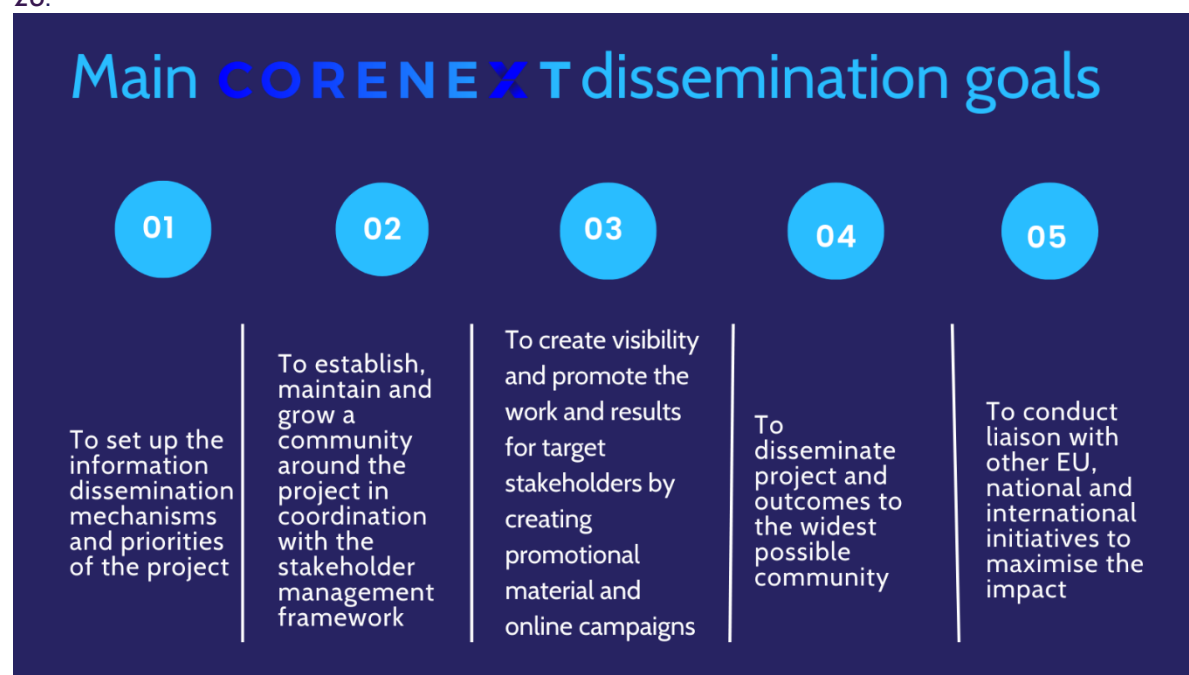 Main CORENEXT dissemination goals
01
To set up the
information
dissemination
mechanisms
and priorities
of the project
02
To establish,
maintain and
grow a
community
around the
project in
coordination
with the
stakeholder
management
framework
03
To create visibility
and promote the
work and results
for target
stakeholders by
creating
promotional
material and
online campaigns
04
To
disseminate
project and
outcomes to
the widest
possible
community
05
To conduct
liaison with
other EU,
national and
international
initiatives to
maximise the
impact